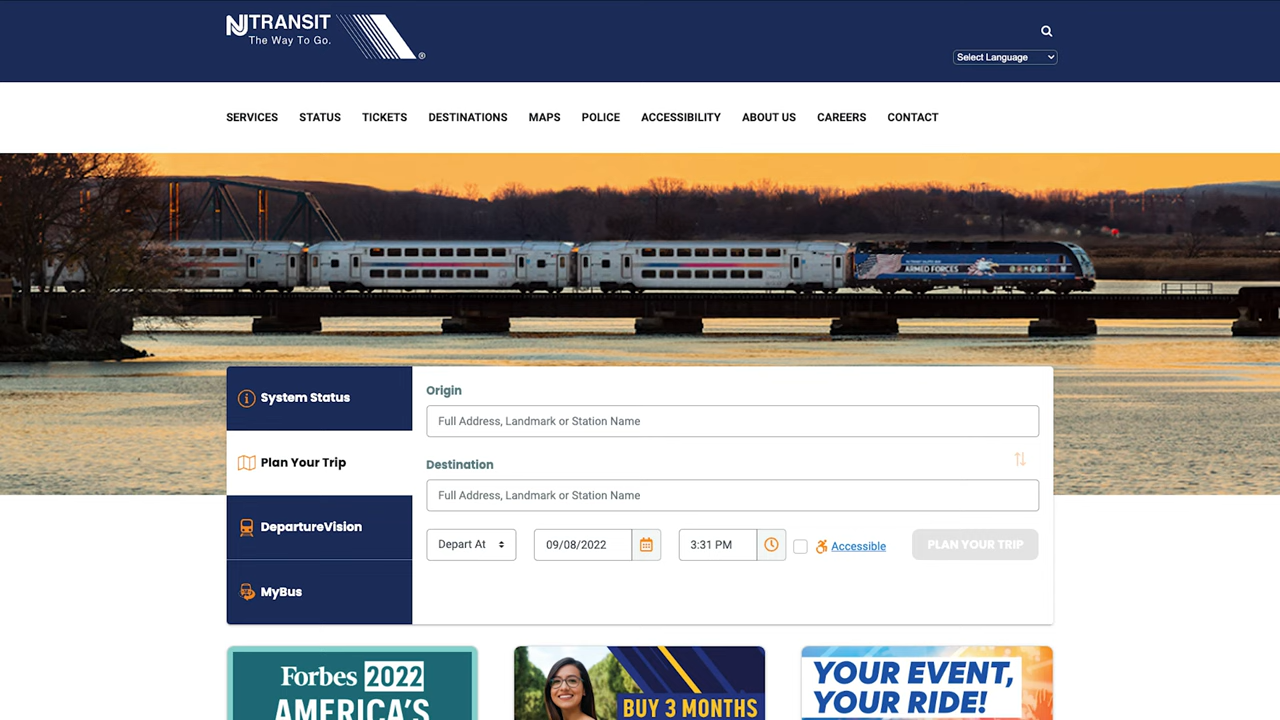 NJ TRANSIT
The Way To Go.
®
Select Language
SERVICES STATUS TICKETS DESTINATIONS MAPS POLICE ACCESSIBILITY ABOUT US CAREERS CONTACT
ARMED FORCES
System Status
Plan Your Trip
DepartureVision
MyBus
Origin
Full Address, Landmark or Station Name
Destination
Full Address, Landmark or Station Name
Depart At 09/08/2022 3:31 PM Accessible PLAN YOUR TRIP
Forbes 2022
AMERICA'S
BUY 3 MONTHS
YOUR EVENT,
YOUR RIDE!